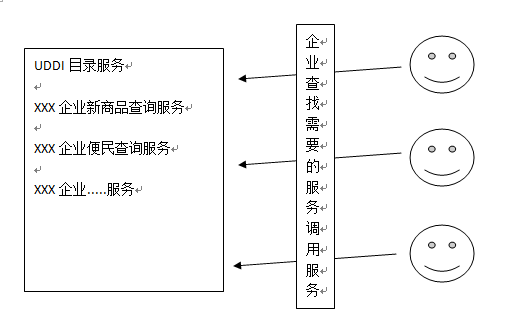 UDDI 目录服务
XXX 企业新商品查询服务
XXX 企业便民查询服务
XXX 企业.....服务
企
业
查
找
需
要
的
服
务
调
用
服
务